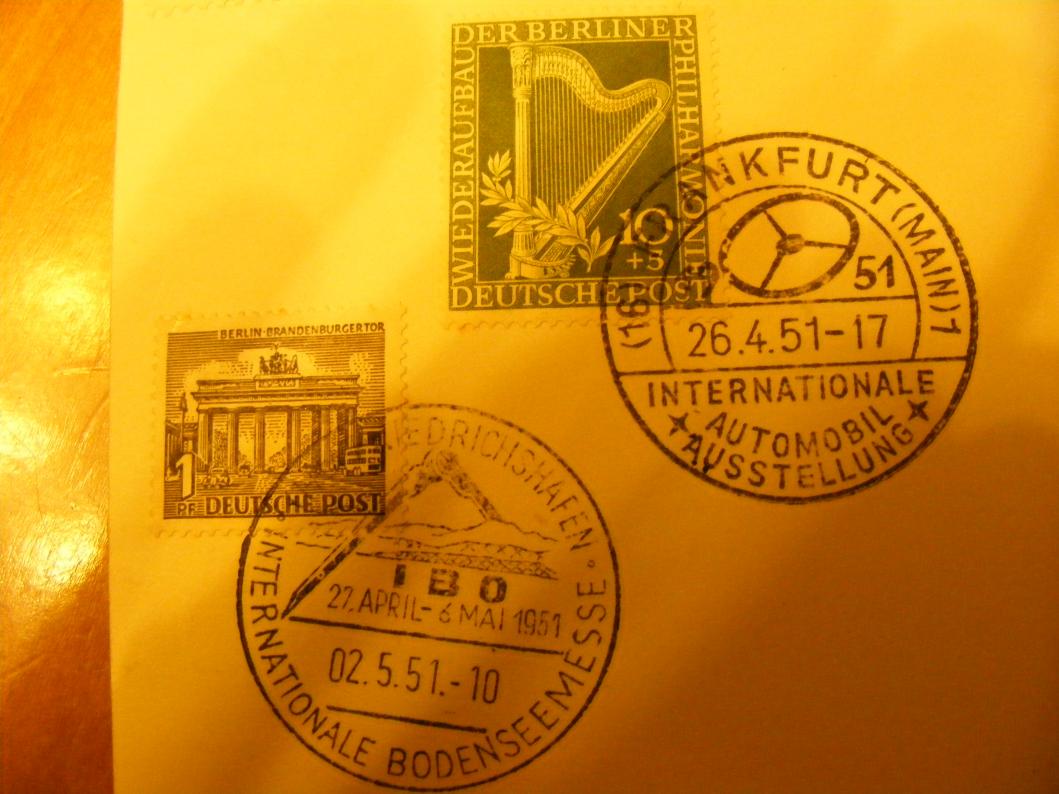 WIEDERAUFBAU
DER BERLINER
PHILHARMONIE
10
+5
DEUTSCHE POST
(16) FRANKFURT (MAIN) 1
51
26.4.51-17
INTERNATIONALE
AUTOMOBIL
AUSSTELLUNG
BERLIN-BRANDENBURGER TOR
1
PF DEUTSCHE POST
FRIEDRICHSHAFEN
IBO
27. APRIL - 6 MAI 1951
02.5.51.-10
INTERNATIONALE BODENSEEMESSE